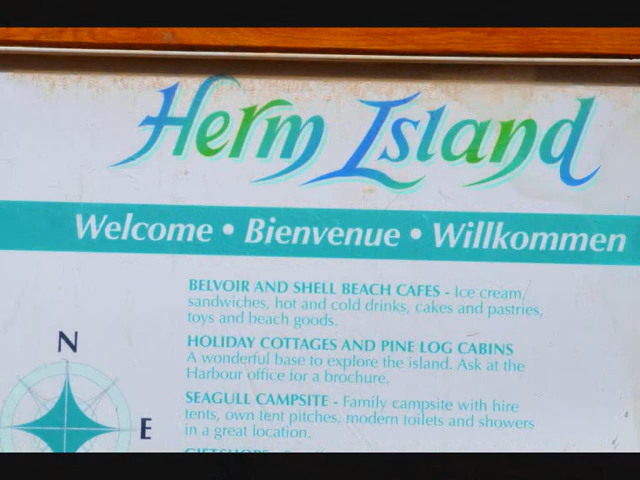 Herm Island
Welcome • Bienvenue • Willkommen
BELVOIR AND SHELL BEACH CAFES - Ice cream,
sandwiches, hot and cold drinks, cakes and pastries,
toys and beach goods.
HOLIDAY COTTAGES AND PINE LOG CABINS
A wonderful base to explore the island. Ask at the
Harbour office for a brochure.
N
SEAGULL CAMPSITE - Family campsite with hire
tents, own tent pitches, modern toilets and showers
in a great location.
E